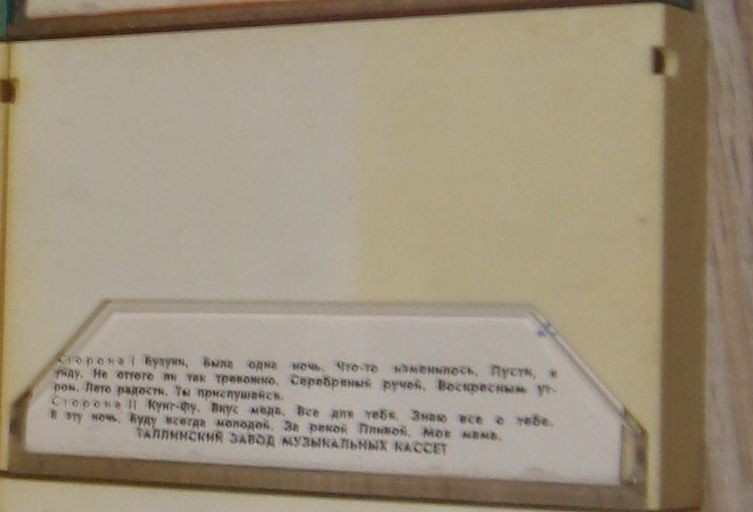 Сторона I Бузуки. Была одна ночь. Что-то изменилось. Пусти, я
уйду. Не оттого ли так тревожно. Серебряный ручей. Воскресным ут-
ром. Лето радости. Ты прислушайся.
Сторона II Кунг-фу. Вкус меда. Все для тебя. Знаю все о тебе.
В эту ночь. Буду всегда молодой. За рекой Пливой. Моя мама.
ТАЛЛИНСКИЙ ЗАВОД МУЗЫКАЛЬНЫХ КАССЕТ